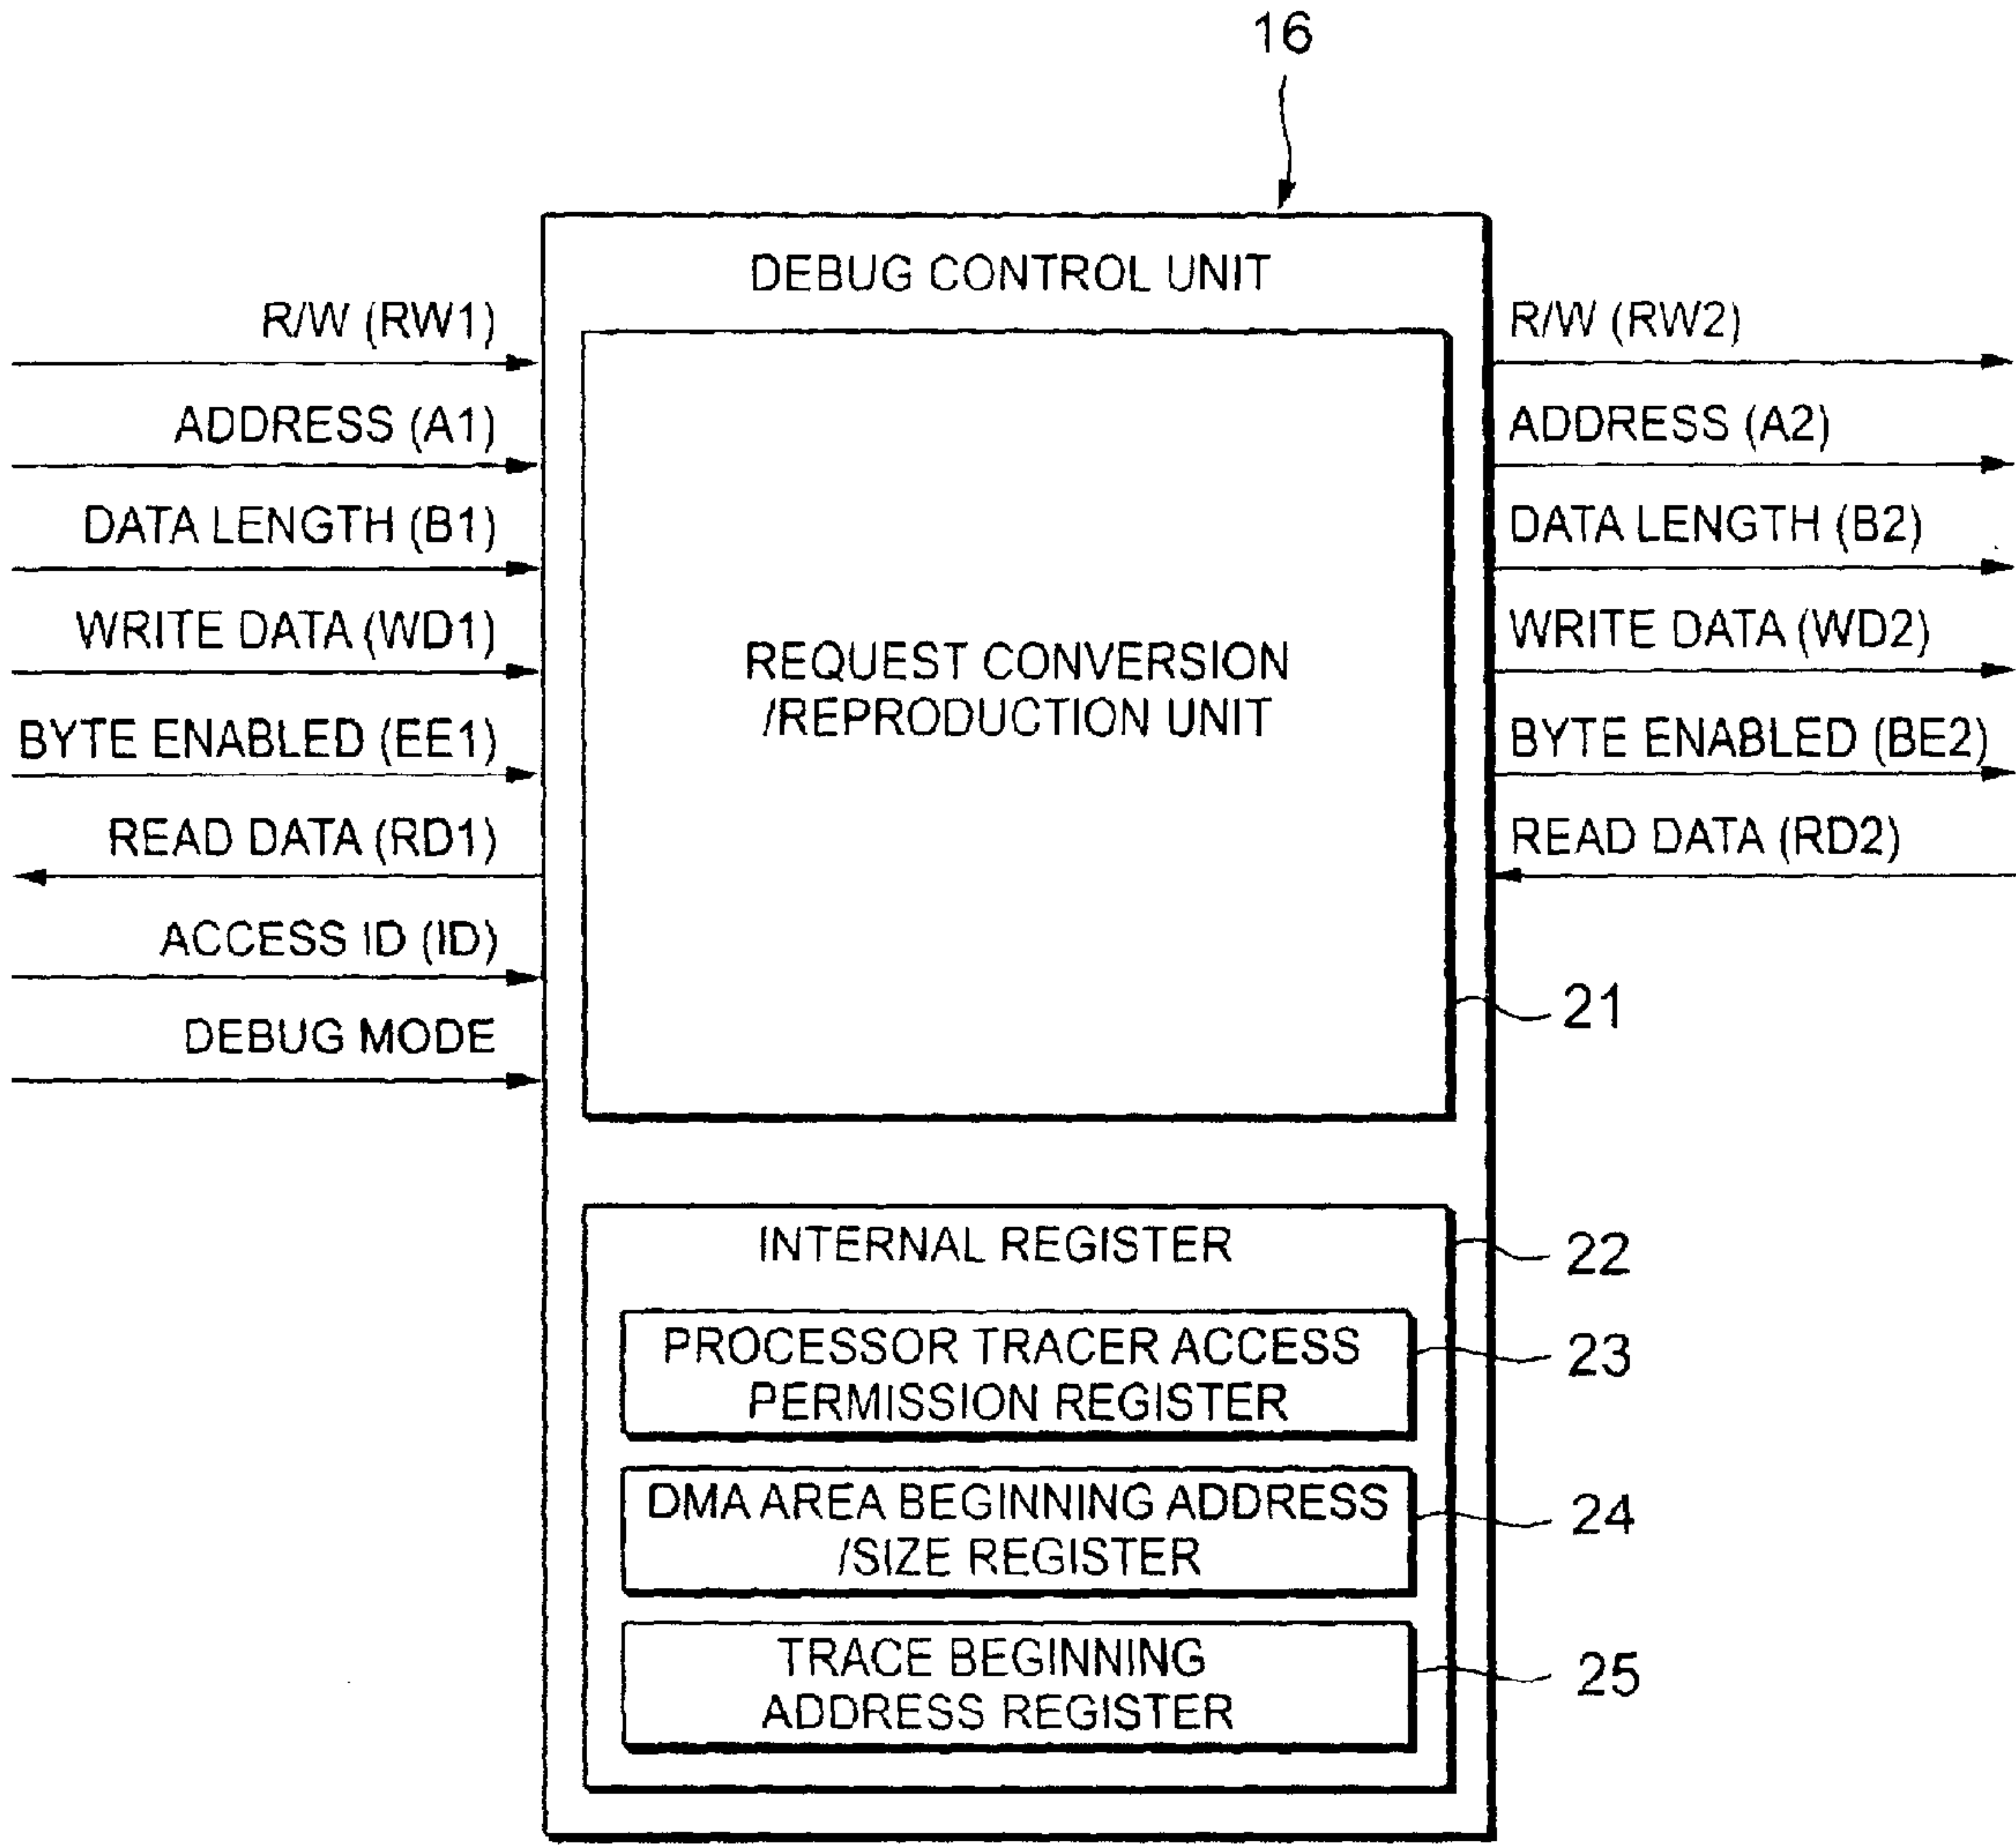 16
DEBUG CONTROL UNIT
R/W (RW1)
ADDRESS (A1)
DATA LENGTH (B1)
WRITE DATA (WD1)
BYTE ENABLED (EE1)
READ DATA (RD1)
ACCESS ID (ID)
DEBUG MODE
REQUEST CONVERSION
/REPRODUCTION UNIT
R/W (RW2)
ADDRESS (A2)
DATA LENGTH (B2)
WRITE DATA (WD2)
BYTE ENABLED (BE2)
READ DATA (RD2)
21
INTERNAL REGISTER
22
PROCESSOR TRACER ACCESS
PERMISSION REGISTER
23
DMA AREA BEGINNING ADDRESS
/SIZE REGISTER
24
TRACE BEGINNING
ADDRESS REGISTER
25